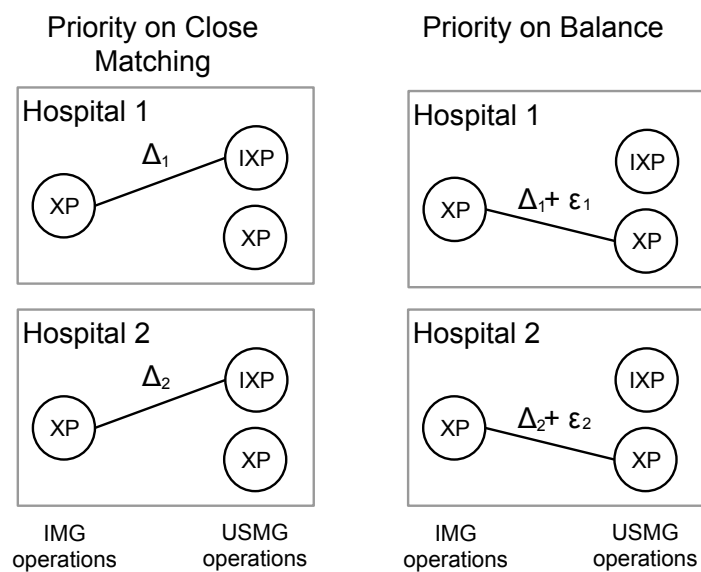 Priority on Close
Matching
Hospital 1
Δ₁
IXP
XP
XP
Hospital 2
Δ₂
IXP
XP
XP
IMG
operations
USMG
operations
Priority on Balance
Hospital 1
IXP
XP
Δ₁+ ε₁
XP
Hospital 2
IXP
XP
Δ₂+ ε₂
XP
IMG
operations
USMG
operations